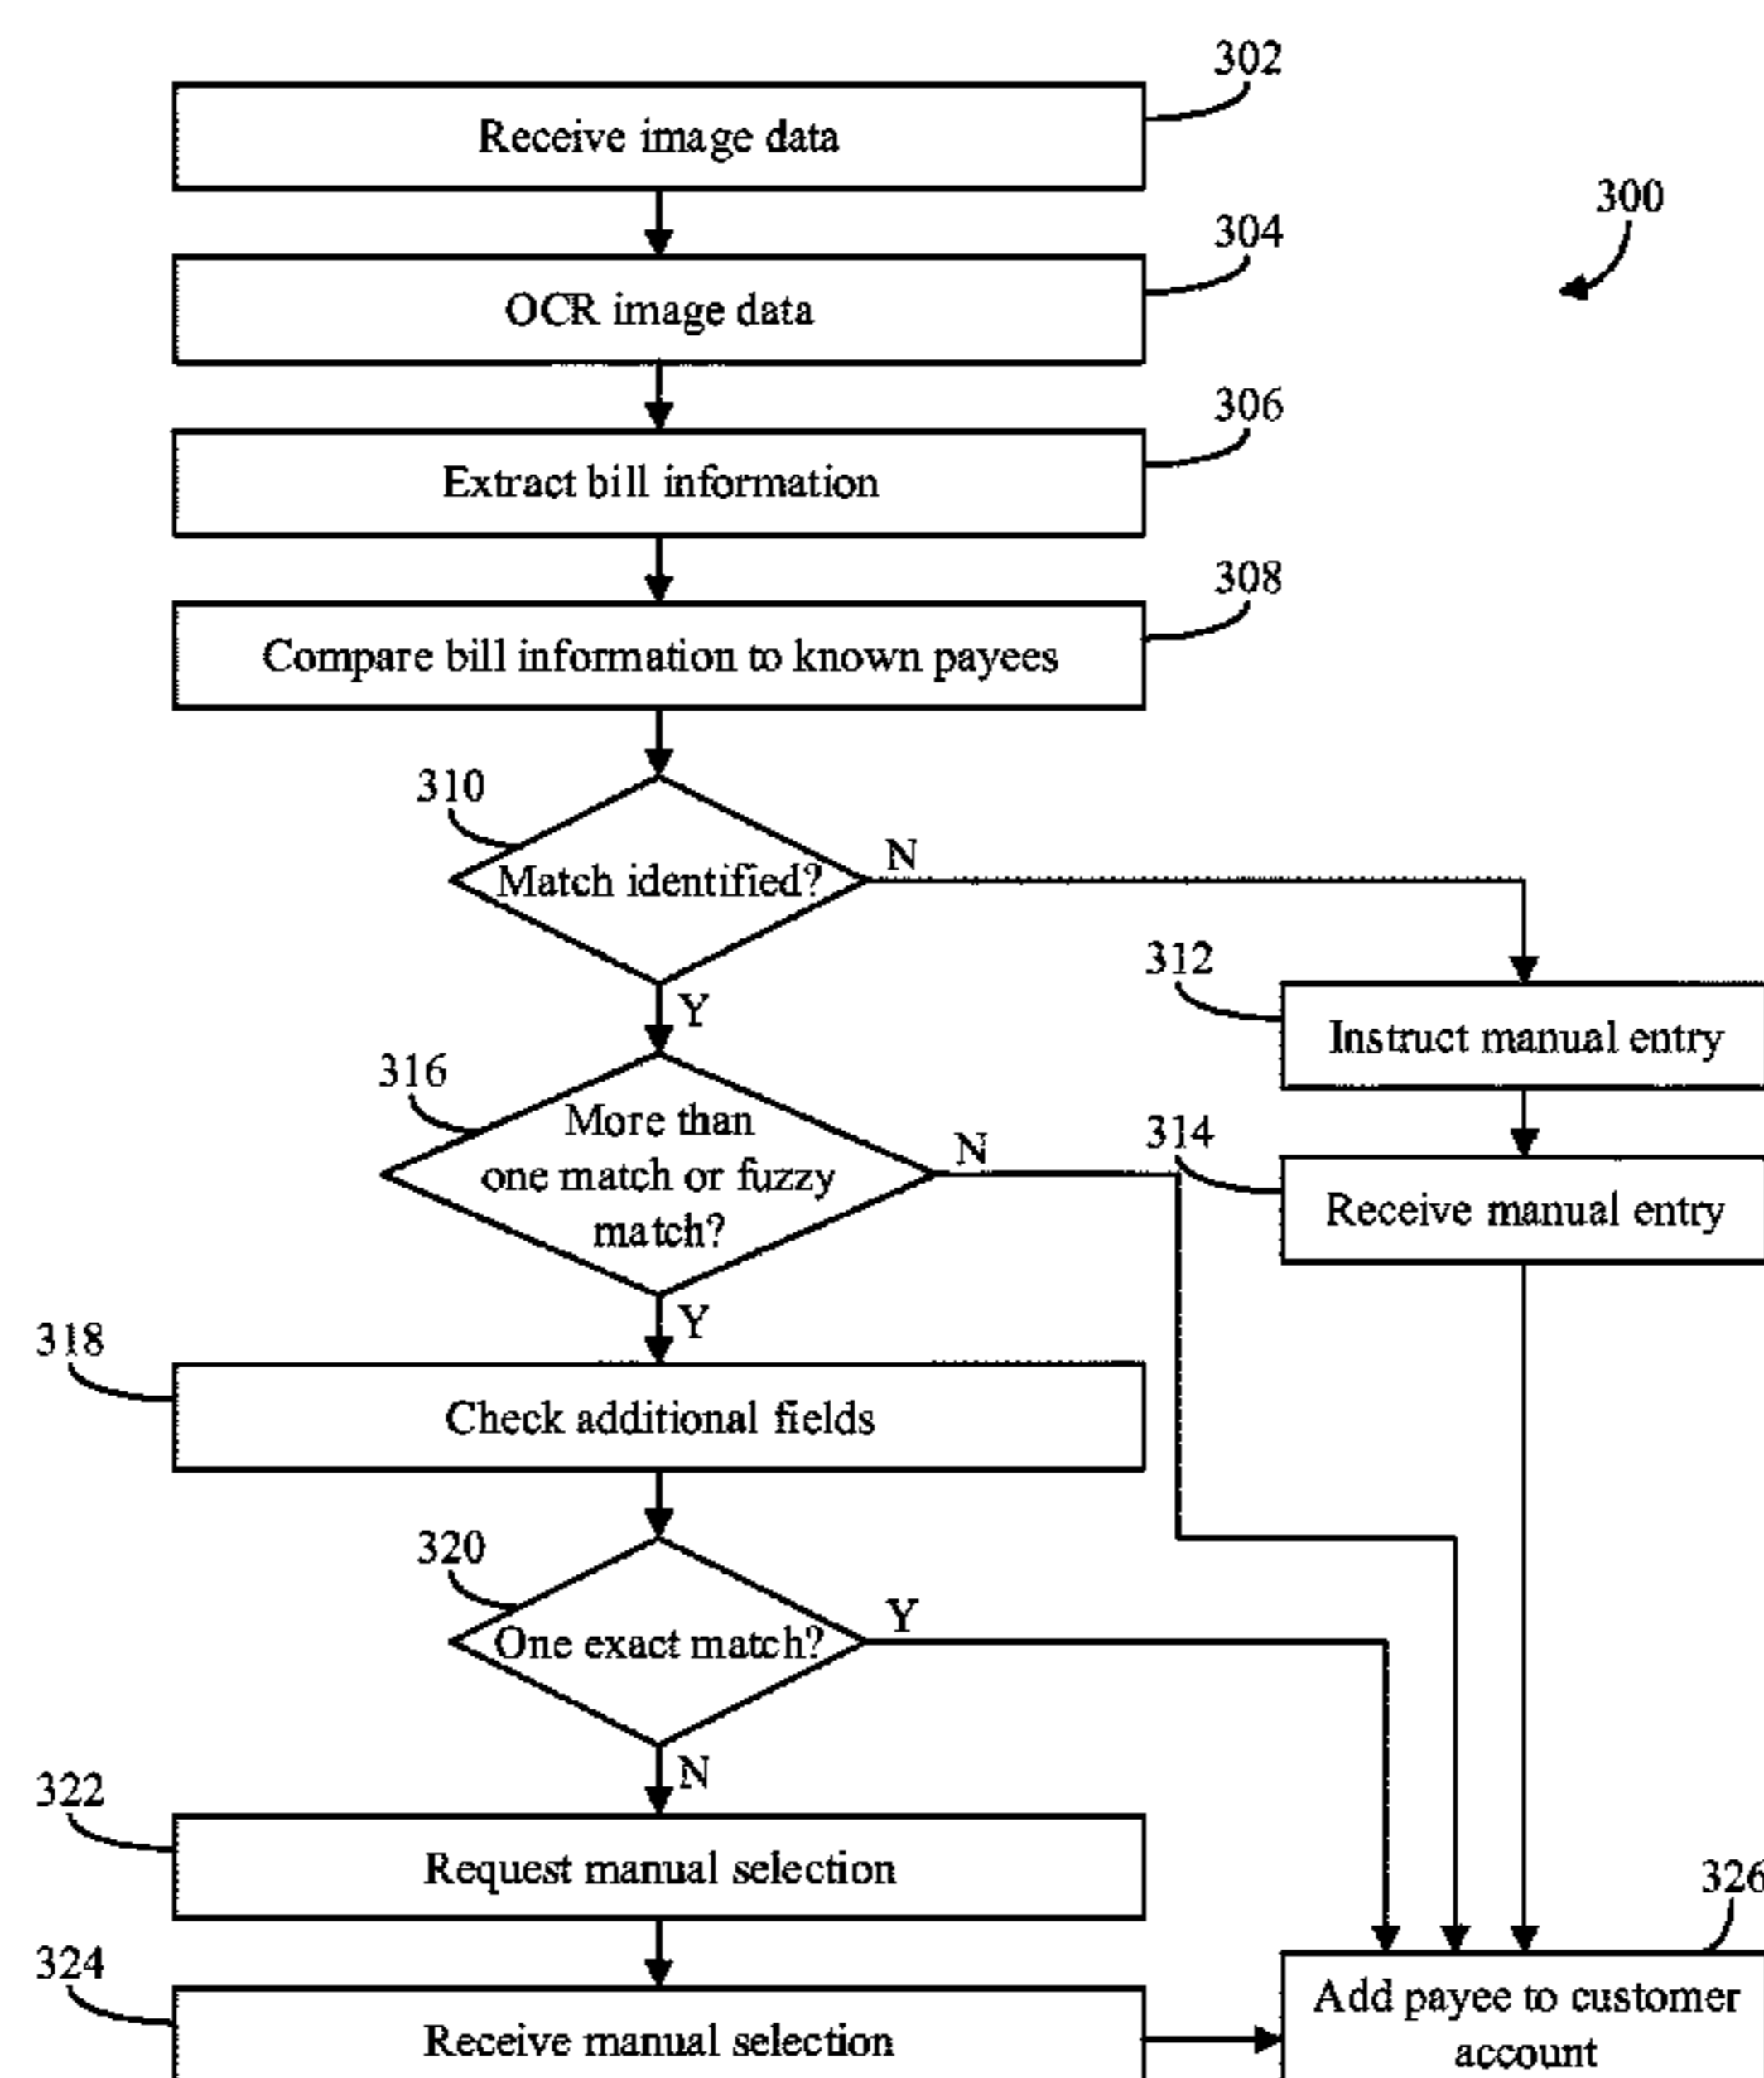 302
Receive image data
300
304
OCR image data
306
Extract bill information
308
Compare bill information to known payees
310
Match identified?
N
Y
312
Instruct manual entry
316
More than
one match or fuzzy
match?
N
Y
314
Receive manual entry
318
Check additional fields
320
One exact match?
Y
N
322
Request manual selection
324
Receive manual selection
326
Add payee to customer
account